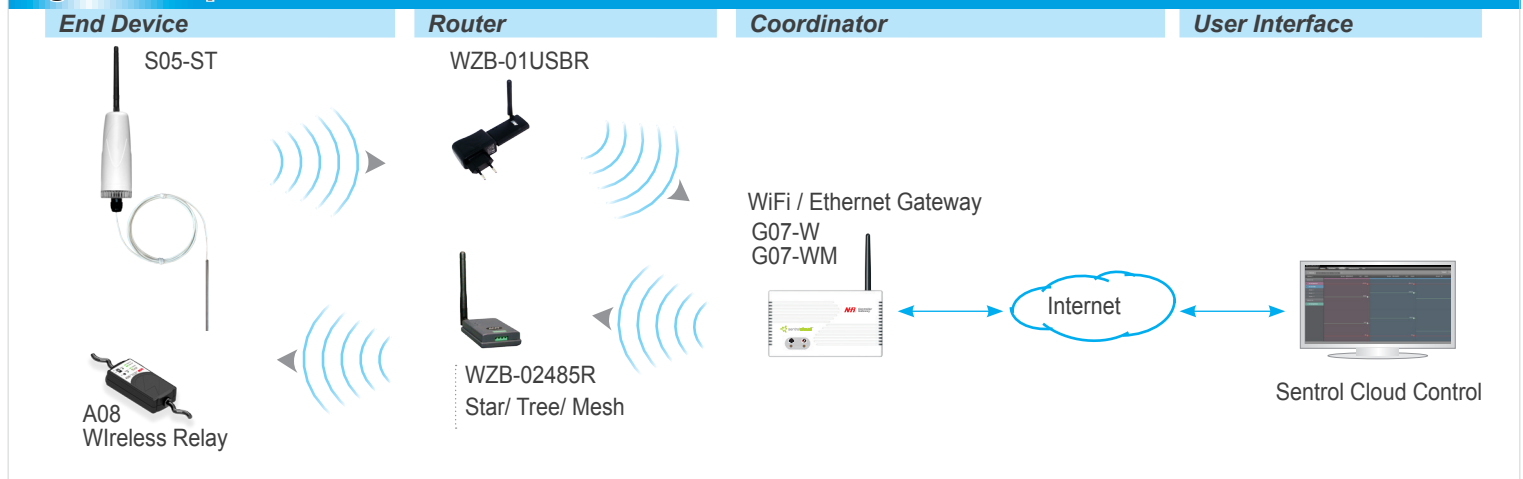 End Device
Router
Coordinator
User Interface
S05-ST
WZB-01USBR
WiFi / Ethernet Gateway
G07-W
G07-WM
Internet
WZB-02485R
Star/ Tree/ Mesh
A08
WIreless Relay
Sentrol Cloud Control